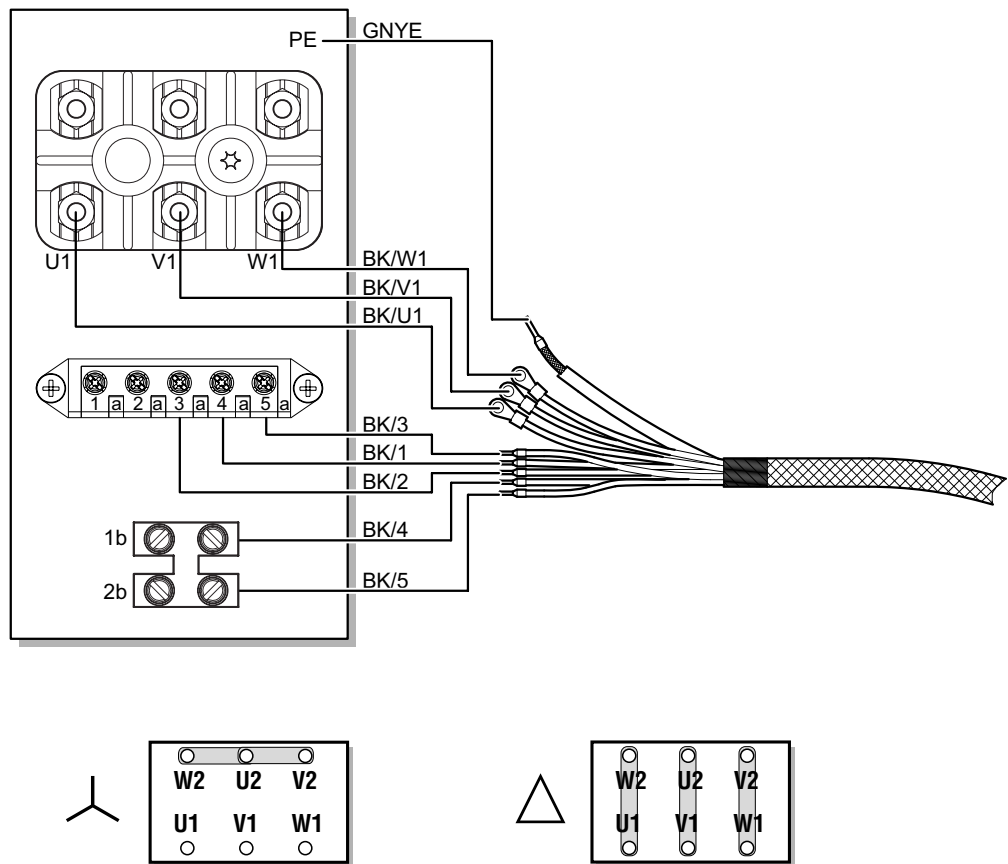 PE GNYE
U1 V1 W1
BK/W1
BK/V1
BK/U1
1 a 2 a 3 a 4 a 5 a
BK/3
BK/1
BK/2
1b BK/4
2b BK/5
W2 U2 V2
U1 V1 W1
W2 U2 V2
U1 V1 W1